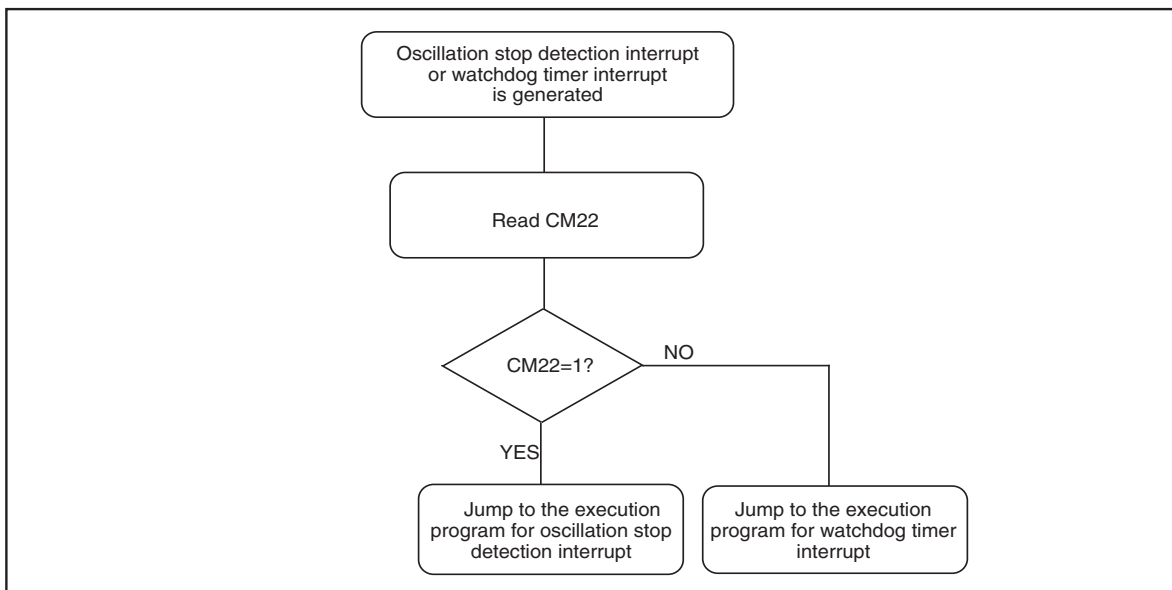 Oscillation stop detection interrupt
or watchdog timer interrupt
is generated
Read CM22
CM22=1?
NO
YES
Jump to the execution
program for oscillation stop
detection interrupt
Jump to the execution
program for watchdog timer
interrupt